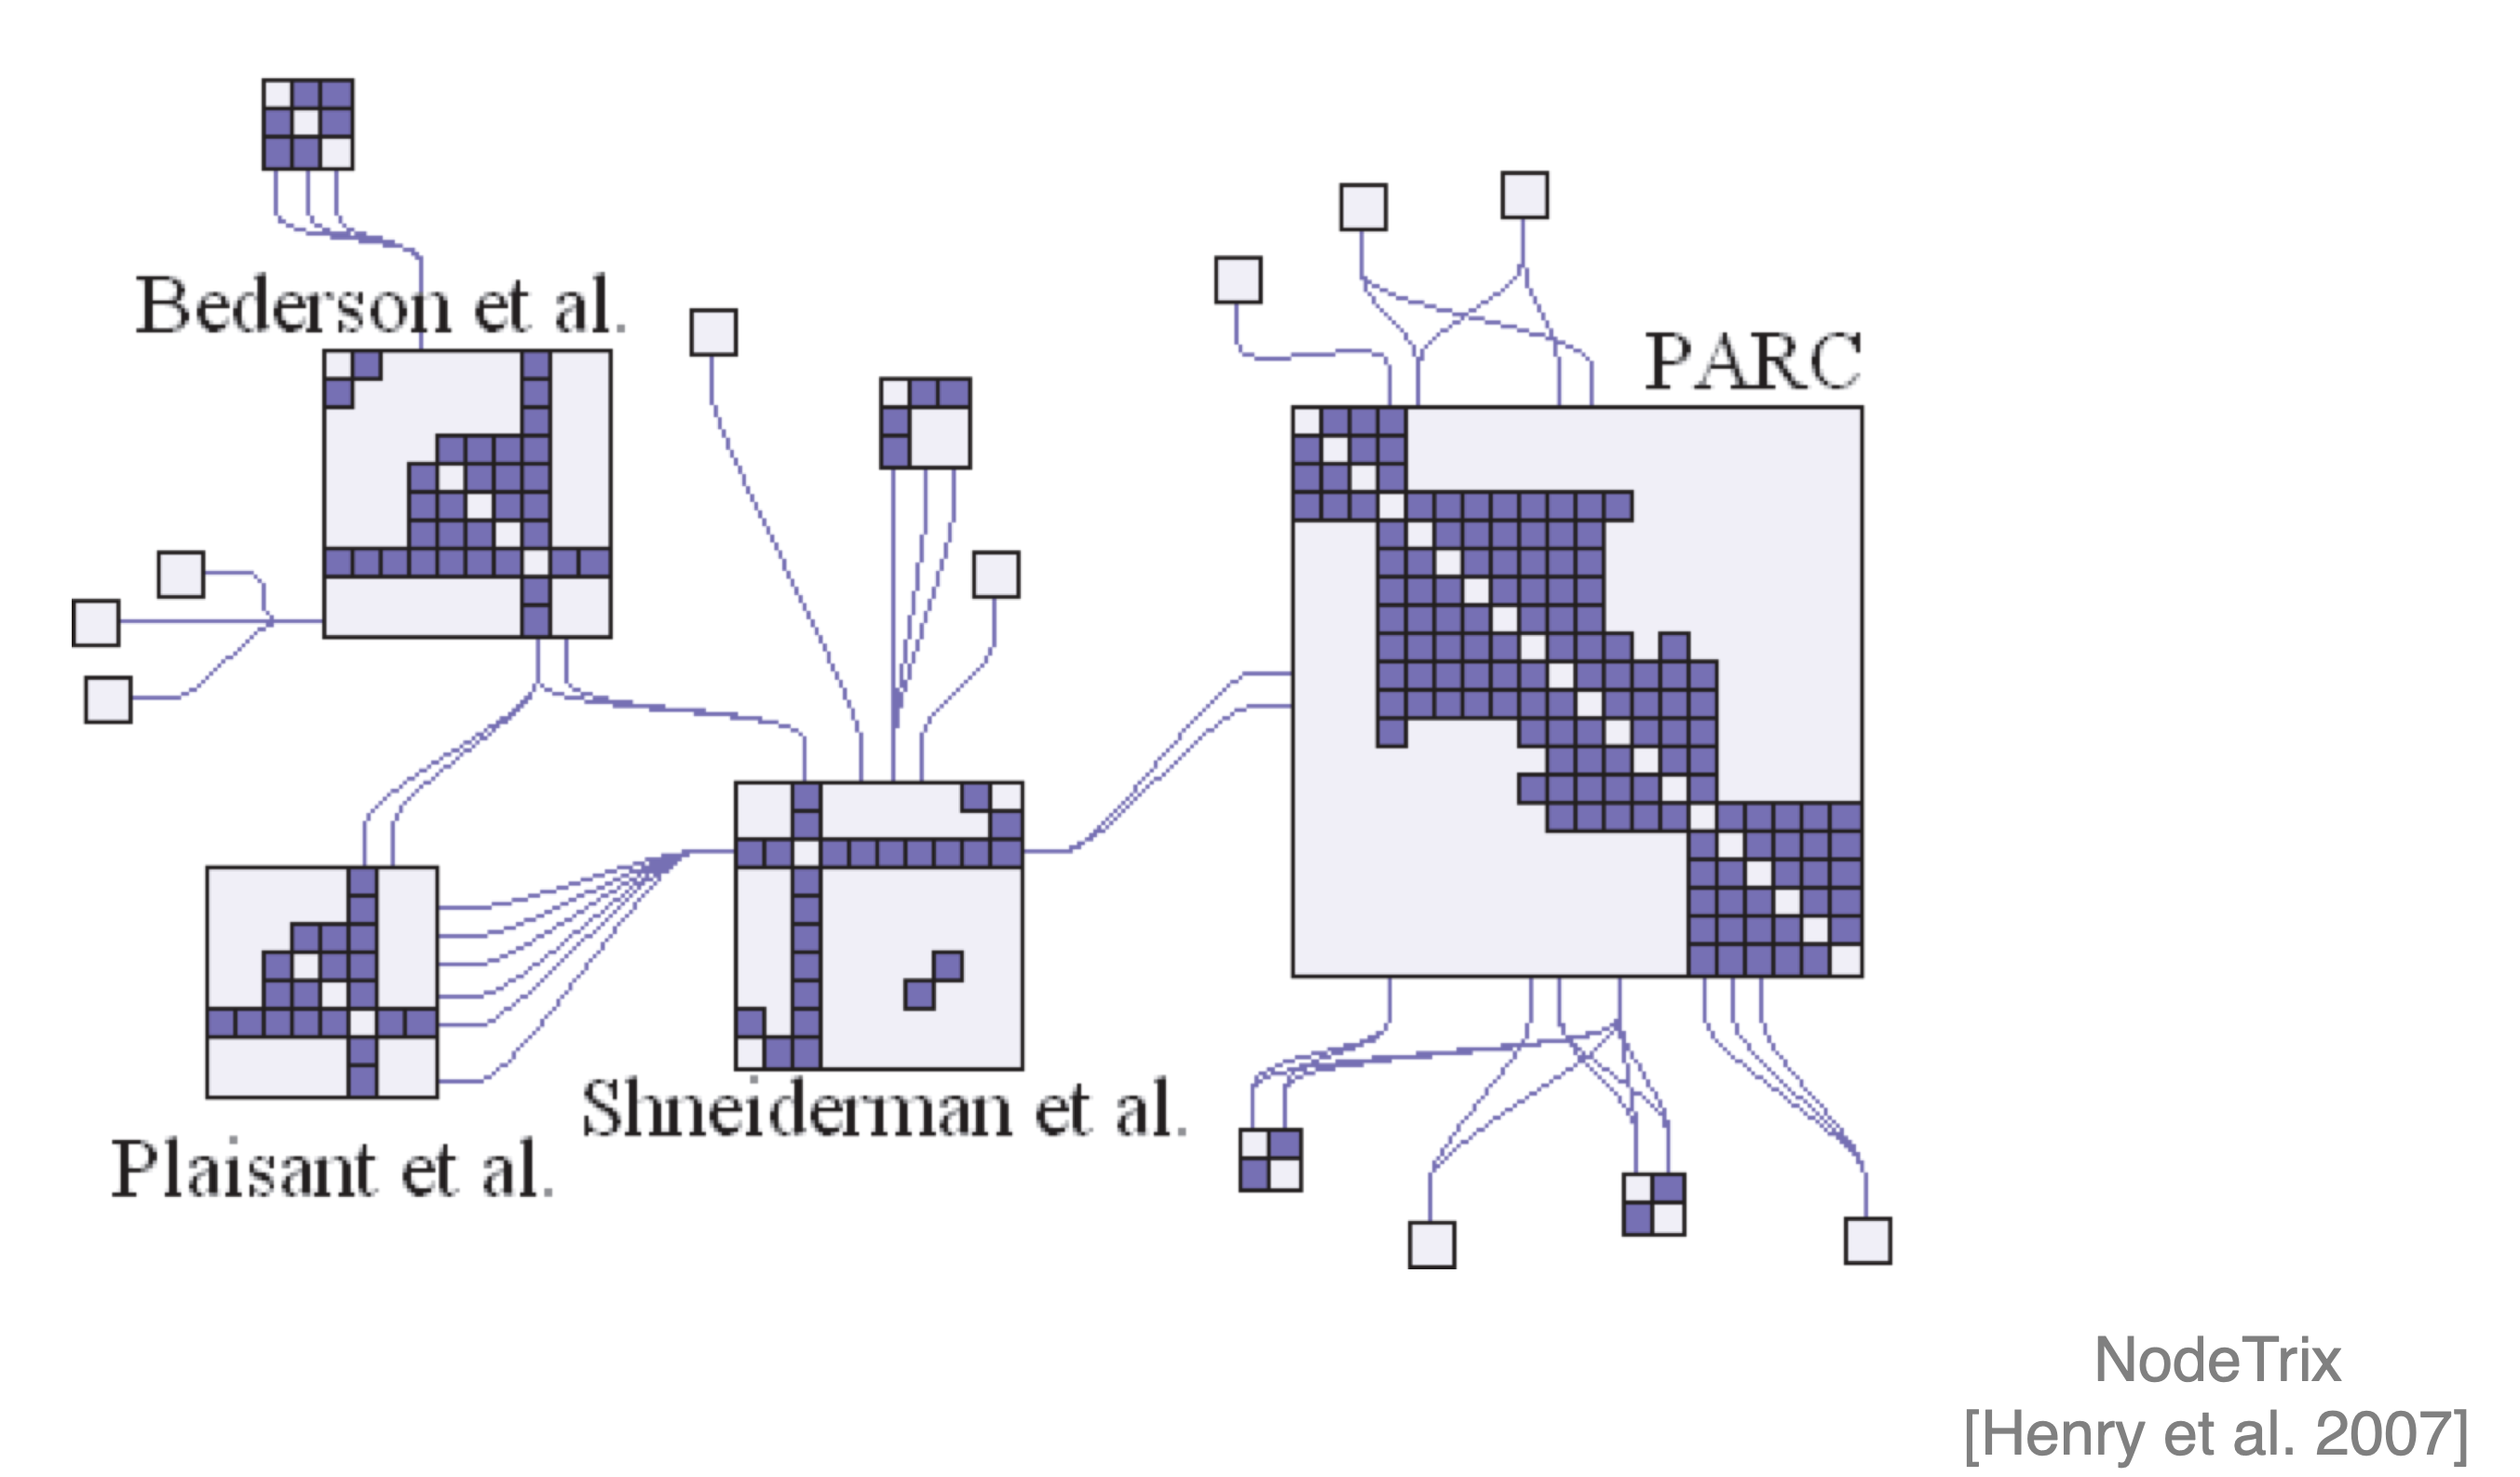 Bederson et al.
PARC
Shneiderman et al.
Plaisant et al.
NodeTrix
[Henry et al. 2007]